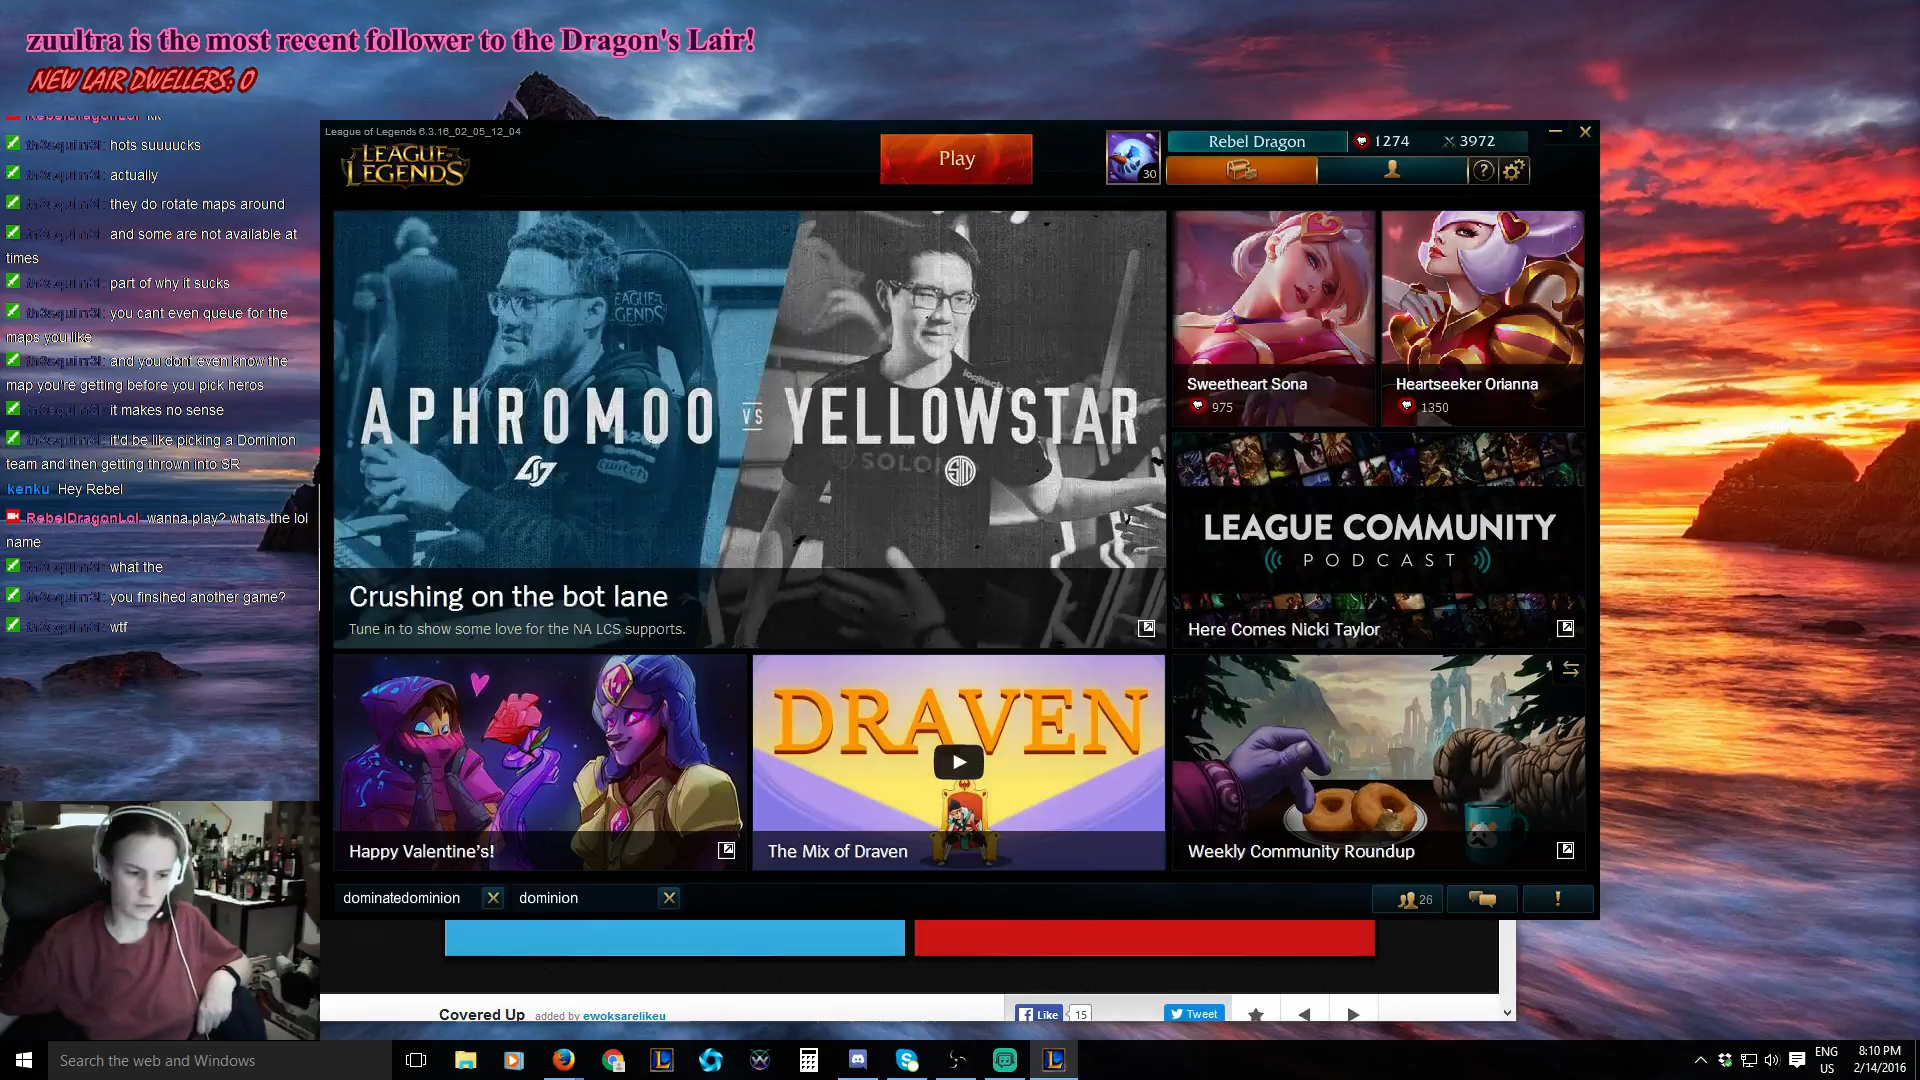 zuultra is the most recent follower to the Dragon's Lair!
NEW LAIR DWELLERS: 0
RebelDragonLol kk
hots suuuucks
actually
they do rotate maps around
and some are not available at
times
part of why it sucks
you cant even queue for the
maps you like
and you dont even know the
map you're getting before you pick heros
it makes no sense
it'd be like picking a Dominion
team and then getting thrown into SR
kenku Hey Rebel
RebelDragonLol wanna play? whats the lol
name
what the
you finsihed another game?
wtf
League of Legends 6.3.16_02_05_12_04
LEAGUE OF LEGENDS
Play
30
Rebel Dragon
1274
3972
?
APHROMOO VS YELLOWSTAR
Crushing on the bot lane
Tune in to show some love for the NA LCS supports.
Sweetheart Sona
975
Heartseeker Orianna
1350
LEAGUE COMMUNITY
PODCAST
Here Comes Nicki Taylor
Happy Valentine's!
DRAVEN
The Mix of Draven
Weekly Community Roundup
dominatedominion
dominion
26
Covered Up added by ewoksarelikeu
Like 15
Tweet
Search the web and Windows
ENG
US
8:10 PM
2/14/2016